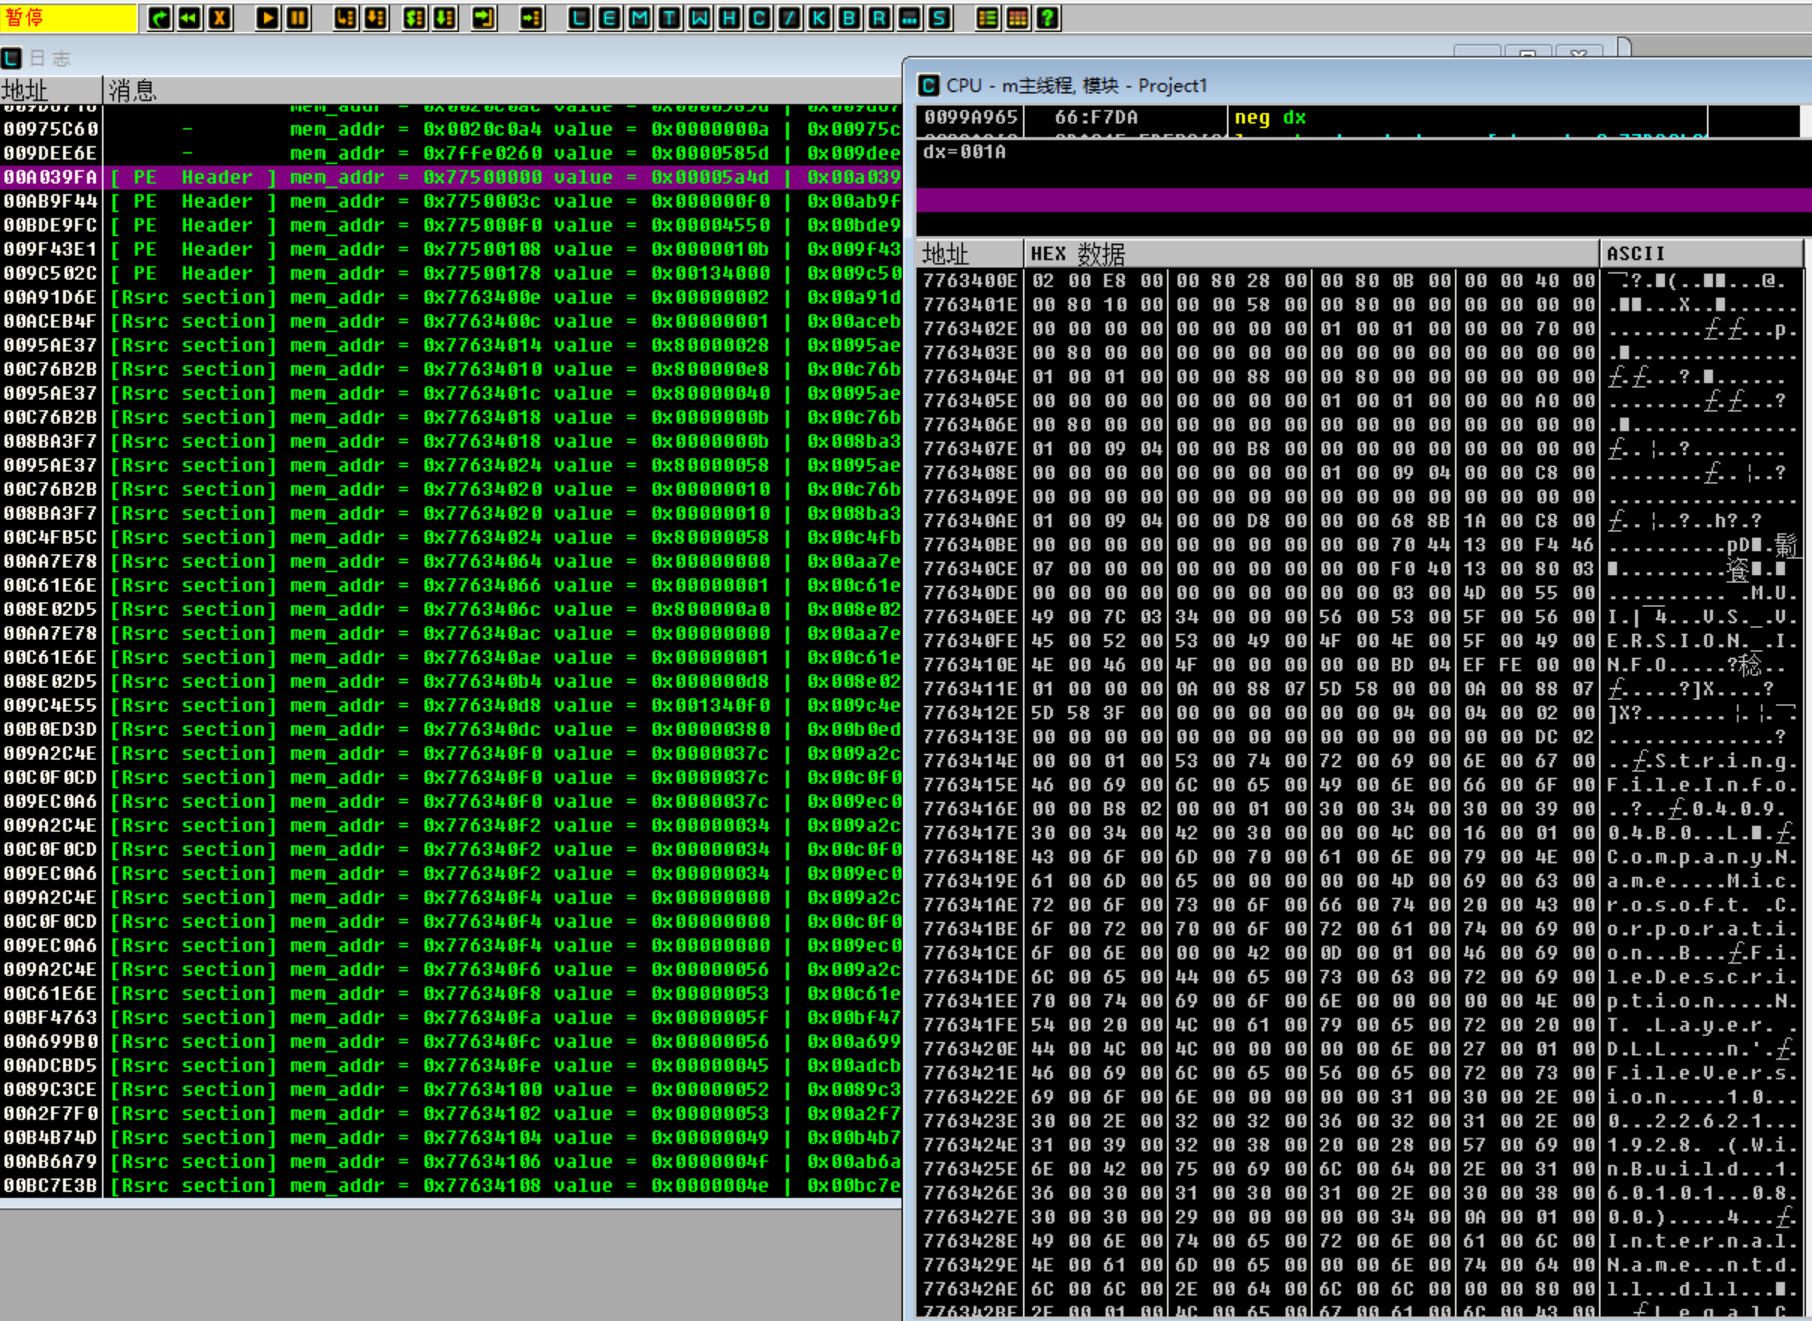 暂停
L E M T W H C / K B R ... S ?
日志
地址 消息
00975C60 - mem_addr = 0x0020c0a4 value = 0x0000000a | 0x00975c
009DEE6E - mem_addr = 0x7ffe0260 value = 0x0000585d | 0x009dee
00A039FA [ PE Header ] mem_addr = 0x77500000 value = 0x00005a4d | 0x00a039
00AB9F44 [ PE Header ] mem_addr = 0x7750003c value = 0x000000f0 | 0x00ab9f
00BDE9FC [ PE Header ] mem_addr = 0x775000f0 value = 0x00004550 | 0x00bde9
009F43E1 [ PE Header ] mem_addr = 0x77500108 value = 0x0000010b | 0x009f43
009C502C [ PE Header ] mem_addr = 0x77500178 value = 0x00134000 | 0x009c50
00A91D6E [Rsrc section] mem_addr = 0x7763400e value = 0x00000002 | 0x00a91d
00ACEB4F [Rsrc section] mem_addr = 0x7763400c value = 0x00000001 | 0x00aceb
0095AE37 [Rsrc section] mem_addr = 0x77634014 value = 0x80000028 | 0x0095ae
00C76B2B [Rsrc section] mem_addr = 0x77634010 value = 0x800000e8 | 0x00c76b
0095AE37 [Rsrc section] mem_addr = 0x7763401c value = 0x80000040 | 0x0095ae
00C76B2B [Rsrc section] mem_addr = 0x77634018 value = 0x0000000b | 0x00c76b
008BA3F7 [Rsrc section] mem_addr = 0x77634018 value = 0x0000000b | 0x008ba3
0095AE37 [Rsrc section] mem_addr = 0x77634024 value = 0x80000058 | 0x0095ae
00C76B2B [Rsrc section] mem_addr = 0x77634020 value = 0x00000010 | 0x00c76b
008BA3F7 [Rsrc section] mem_addr = 0x77634020 value = 0x00000010 | 0x008ba3
00C4FB5C [Rsrc section] mem_addr = 0x77634024 value = 0x80000058 | 0x00c4fb
00AA7E78 [Rsrc section] mem_addr = 0x77634064 value = 0x00000000 | 0x00aa7e
00C61E6E [Rsrc section] mem_addr = 0x77634066 value = 0x00000001 | 0x00c61e
008E02D5 [Rsrc section] mem_addr = 0x7763406c value = 0x800000a0 | 0x008e02
00AA7E78 [Rsrc section] mem_addr = 0x776340ac value = 0x00000000 | 0x00aa7e
00C61E6E [Rsrc section] mem_addr = 0x776340ae value = 0x00000001 | 0x00c61e
008E02D5 [Rsrc section] mem_addr = 0x776340b4 value = 0x000000d8 | 0x008e02
009C4E55 [Rsrc section] mem_addr = 0x776340d8 value = 0x001340f0 | 0x009c4e
00B0ED3D [Rsrc section] mem_addr = 0x776340dc value = 0x00000380 | 0x00b0ed
009A2C4E [Rsrc section] mem_addr = 0x776340f0 value = 0x0000037c | 0x009a2c
00C0F0CD [Rsrc section] mem_addr = 0x776340f0 value = 0x0000037c | 0x00c0f0
009EC0A6 [Rsrc section] mem_addr = 0x776340f0 value = 0x0000037c | 0x009ec0
009A2C4E [Rsrc section] mem_addr = 0x776340f2 value = 0x00000034 | 0x009a2c
00C0F0CD [Rsrc section] mem_addr = 0x776340f2 value = 0x00000034 | 0x00c0f0
009EC0A6 [Rsrc section] mem_addr = 0x776340f2 value = 0x00000034 | 0x009ec0
009A2C4E [Rsrc section] mem_addr = 0x776340f4 value = 0x00000000 | 0x009a2c
00C0F0CD [Rsrc section] mem_addr = 0x776340f4 value = 0x00000000 | 0x00c0f0
009EC0A6 [Rsrc section] mem_addr = 0x776340f4 value = 0x00000000 | 0x009ec0
009A2C4E [Rsrc section] mem_addr = 0x776340f6 value = 0x00000056 | 0x009a2c
00C61E6E [Rsrc section] mem_addr = 0x776340f8 value = 0x00000053 | 0x00c61e
00BF4763 [Rsrc section] mem_addr = 0x776340fa value = 0x0000005f | 0x00bf47
00A699B0 [Rsrc section] mem_addr = 0x776340fc value = 0x00000056 | 0x00a699
00ADCBD5 [Rsrc section] mem_addr = 0x776340fe value = 0x00000045 | 0x00adcb
0089C3CE [Rsrc section] mem_addr = 0x77634100 value = 0x00000052 | 0x0089c3
00A2F7F0 [Rsrc section] mem_addr = 0x77634102 value = 0x00000053 | 0x00a2f7
00B4B74D [Rsrc section] mem_addr = 0x77634104 value = 0x00000049 | 0x00b4b7
00AB6A79 [Rsrc section] mem_addr = 0x77634106 value = 0x0000004f | 0x00ab6a
00BC7E3B [Rsrc section] mem_addr = 0x77634108 value = 0x0000004e | 0x00bc7e
CPU - m主线程, 模块 - Project1
0099A965 66:F7DA neg dx
dx=001A
地址 HEX 数据 ASCII
7763400E 02 00 E8 00 00 80 28 00 00 80 0B 00 00 00 40 00
7763401E 00 80 10 00 00 00 58 00 00 80 00 00 00 00 00 00
7763402E 00 00 00 00 00 00 00 00 01 00 01 00 00 00 70 00
7763403E 00 80 00 00 00 00 00 00 00 00 00 00 00 00 00 00
7763404E 01 00 01 00 00 00 88 00 00 80 00 00 00 00 00 00
7763405E 00 00 00 00 00 00 00 00 01 00 01 00 00 00 A0 00
7763406E 00 80 00 00 00 00 00 00 00 00 00 00 00 00 00 00
7763407E 01 00 09 04 00 00 B8 00 00 00 00 00 00 00 00 00
7763408E 00 00 00 00 00 00 00 00 01 00 09 04 00 00 C8 00
7763409E 00 00 00 00 00 00 00 00 00 00 00 00 00 00 00 00
776340AE 01 00 09 04 00 00 D8 00 00 00 68 8B 1A 00 C8 00
776340BE 00 00 00 00 00 00 00 00 00 00 70 44 13 00 F4 46
776340CE 07 00 00 00 00 00 00 00 00 00 F0 40 13 00 80 03
776340DE 00 00 00 00 00 00 00 00 00 00 03 00 4D 00 55 00 ..........¯.M.U.
776340EE 49 00 7C 03 34 00 00 00 56 00 53 00 5F 00 56 00
776340FE 45 00 52 00 53 00 49 00 4F 00 4E 00 5F 00 49 00 E.R.S.I.O.N._.I.
7763410E 4E 00 46 00 4F 00 00 00 00 00 BD 04 EF FE 00 00 N.F.O.....?稔..
7763411E 01 00 00 00 0A 00 88 07 5D 58 00 00 0A 00 88 07
7763412E 5D 58 3F 00 00 00 00 00 00 00 04 00 04 00 02 00
7763413E 00 00 00 00 00 00 00 00 00 00 00 00 00 00 DC 02 ..............?
7763414E 00 00 01 00 53 00 74 00 72 00 69 00 6E 00 67 00 ..£.S.t.r.i.n.g.
7763415E 46 00 69 00 6C 00 65 00 49 00 6E 00 66 00 6F 00 F.i.l.e.I.n.f.o.
7763416E 00 00 B8 02 00 00 01 00 30 00 34 00 30 00 39 00 ..?..£.0.4.0.9.
7763417E 30 00 34 00 42 00 30 00 00 00 4C 00 16 00 01 00 0.4.B.0...L.■.£.
7763418E 43 00 6F 00 6D 00 70 00 61 00 6E 00 79 00 4E 00 C.o.m.p.a.n.y.N.
7763419E 61 00 6D 00 65 00 00 00 00 00 4D 00 69 00 63 00 a.m.e.....M.i.c.
776341AE 72 00 6F 00 73 00 6F 00 66 00 74 00 20 00 43 00 r.o.s.o.f.t. .C.
776341BE 6F 00 72 00 70 00 6F 00 72 00 61 00 74 00 69 00 o.r.p.o.r.a.t.i.
776341CE 6F 00 6E 00 00 00 42 00 0D 00 01 00 46 00 69 00 o.n...B...£.F.i.
776341DE 6C 00 65 00 44 00 65 00 73 00 63 00 72 00 69 00 l.e.D.e.s.c.r.i.
776341EE 70 00 74 00 69 00 6F 00 6E 00 00 00 00 00 4E 00 p.t.i.o.n.....N.
776341FE 54 00 20 00 4C 00 61 00 79 00 65 00 72 00 20 00 T. .L.a.y.e.r. .
7763420E 44 00 4C 00 4C 00 00 00 00 00 6E 00 27 00 01 00 D.L.L.....n.'.£.
7763421E 46 00 69 00 6C 00 65 00 56 00 65 00 72 00 73 00 F.i.l.e.V.e.r.s.
7763422E 69 00 6F 00 6E 00 00 00 00 00 31 00 30 00 2E 00 i.o.n.....1.0...
7763423E 30 00 2E 00 32 00 32 00 36 00 32 00 31 00 2E 00 0...2.2.6.2.1...
7763424E 31 00 39 00 32 00 38 00 20 00 28 00 57 00 69 00 1.9.2.8. .(.W.i.
7763425E 6E 00 42 00 75 00 69 00 6C 00 64 00 2E 00 31 00 n.B.u.i.l.d...1.
7763426E 36 00 30 00 31 00 30 00 31 00 2E 00 30 00 38 00 6.0.1.0.1...0.8.
7763427E 30 00 30 00 29 00 00 00 00 00 34 00 0A 00 01 00 0.0.).....4...£.
7763428E 49 00 6E 00 74 00 65 00 72 00 6E 00 61 00 6C 00 I.n.t.e.r.n.a.l.
7763429E 4E 00 61 00 6D 00 65 00 00 00 6E 00 74 00 64 00 N.a.m.e...n.t.d.
776342AE 6C 00 6C 00 2E 00 64 00 6C 00 6C 00 00 00 80 00 l.l...d.l.l...■.
776342BE 2E 00 01 00 4C 00 65 00 67 00 61 00 6C 00 43 00